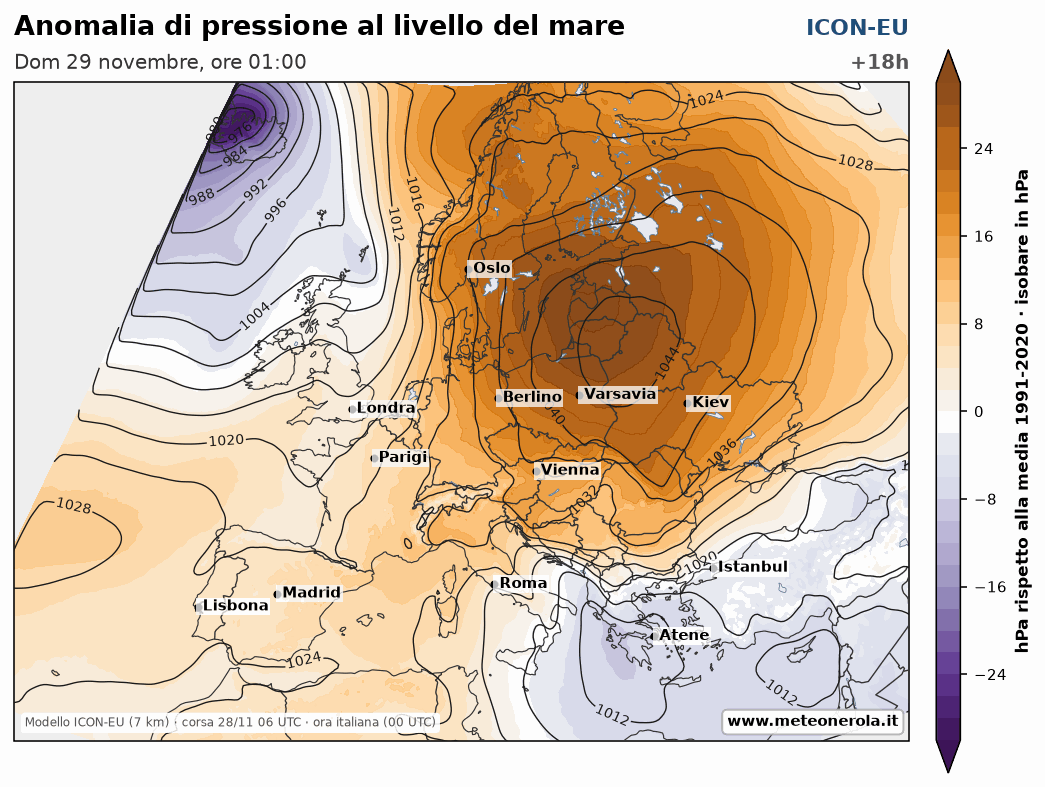 Anomalia di pressione al livello del mare
ICON-EU
Dom 29 novembre, ore 01:00
+18h
1024
1028
976
984
988
992
996
1016
1012
1004
Oslo
1044
Berlino
Varsavia
Kiev
Londra
1020
Parigi
Vienna
1036
1032
1028
1020
Istanbul
Roma
Madrid
Lisbona
Atene
1024
1012
1012
Modello ICON-EU (7 km) · corsa 28/11 06 UTC · ora italiana (00 UTC)
www.meteonerola.it
24
16
8
0
−8
−16
−24
hPa rispetto alla media 1991-2020 · isobare in hPa